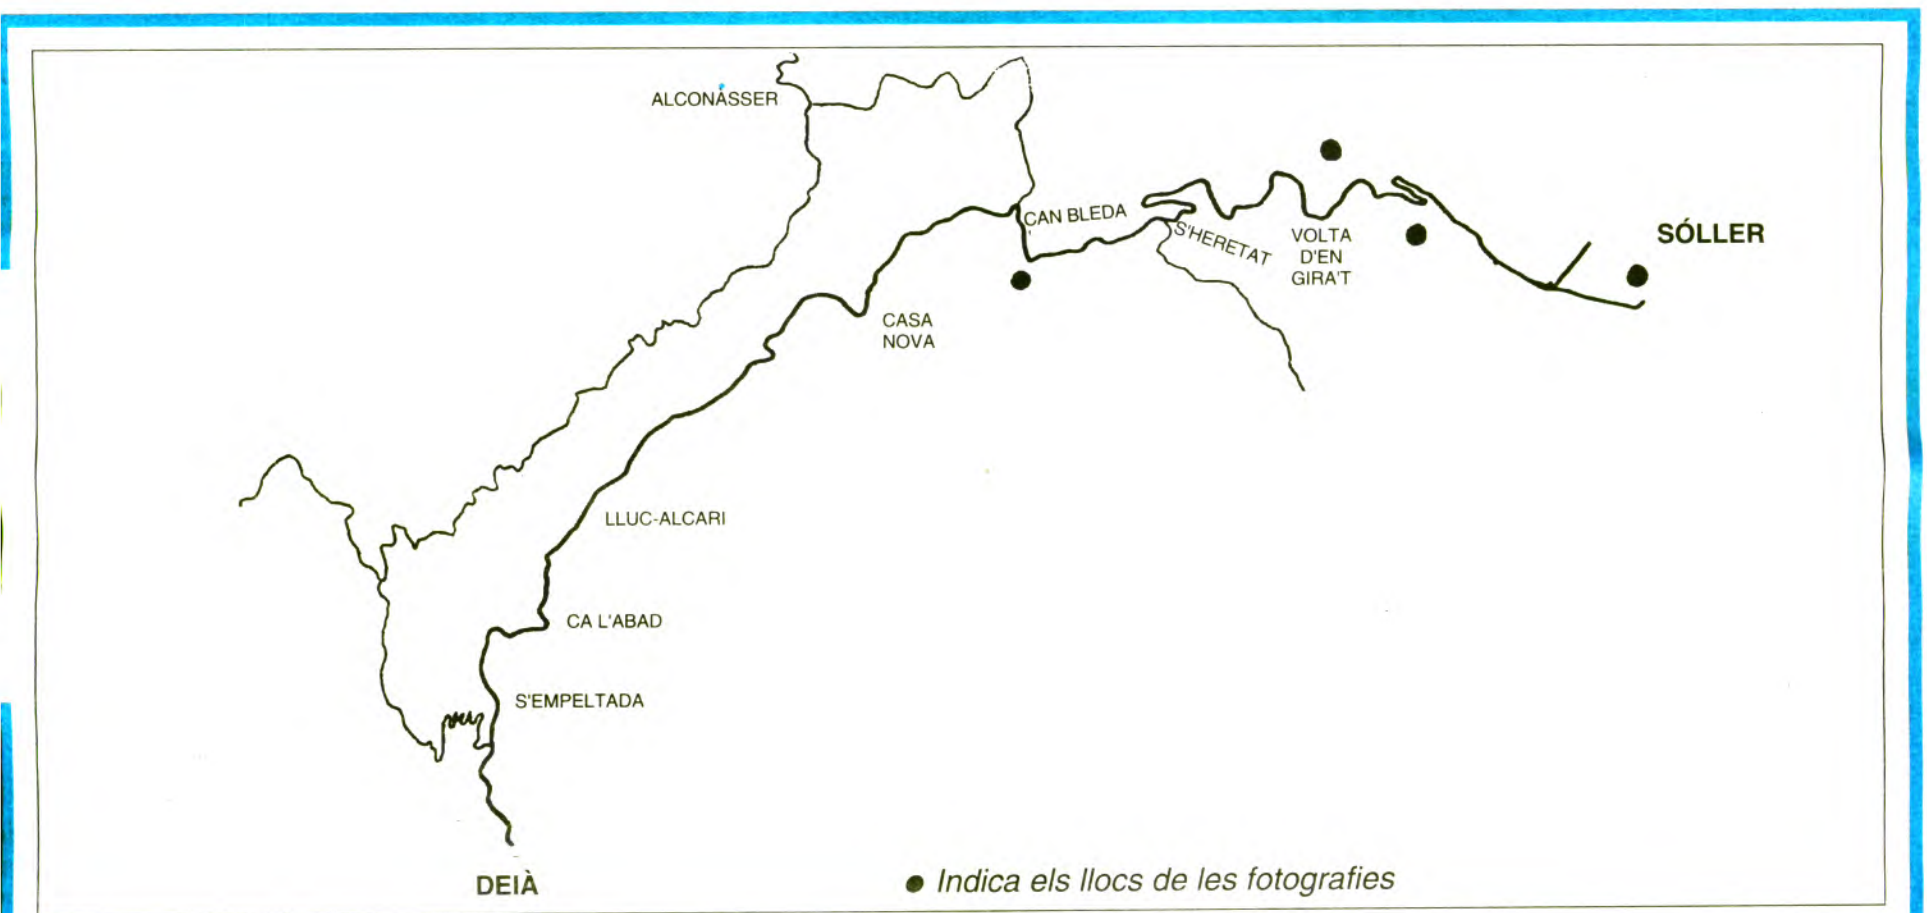 ALCONÀSSER
CAN BLEDA
S'HERETAT
VOLTA
D'EN
GIRA'T
SÓLLER
CASA
NOVA
LLUC-ALCARI
CA L'ABAD
S'EMPELTADA
DEIÀ
Indica els llocs de les fotografies